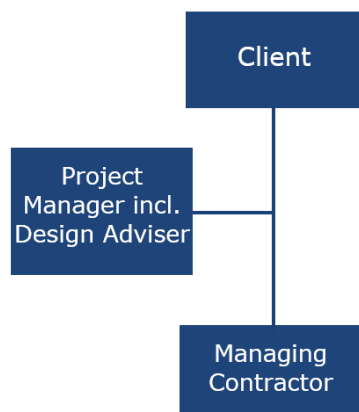 Client
Project
Manager incl.
Design Adviser
Managing
Contractor